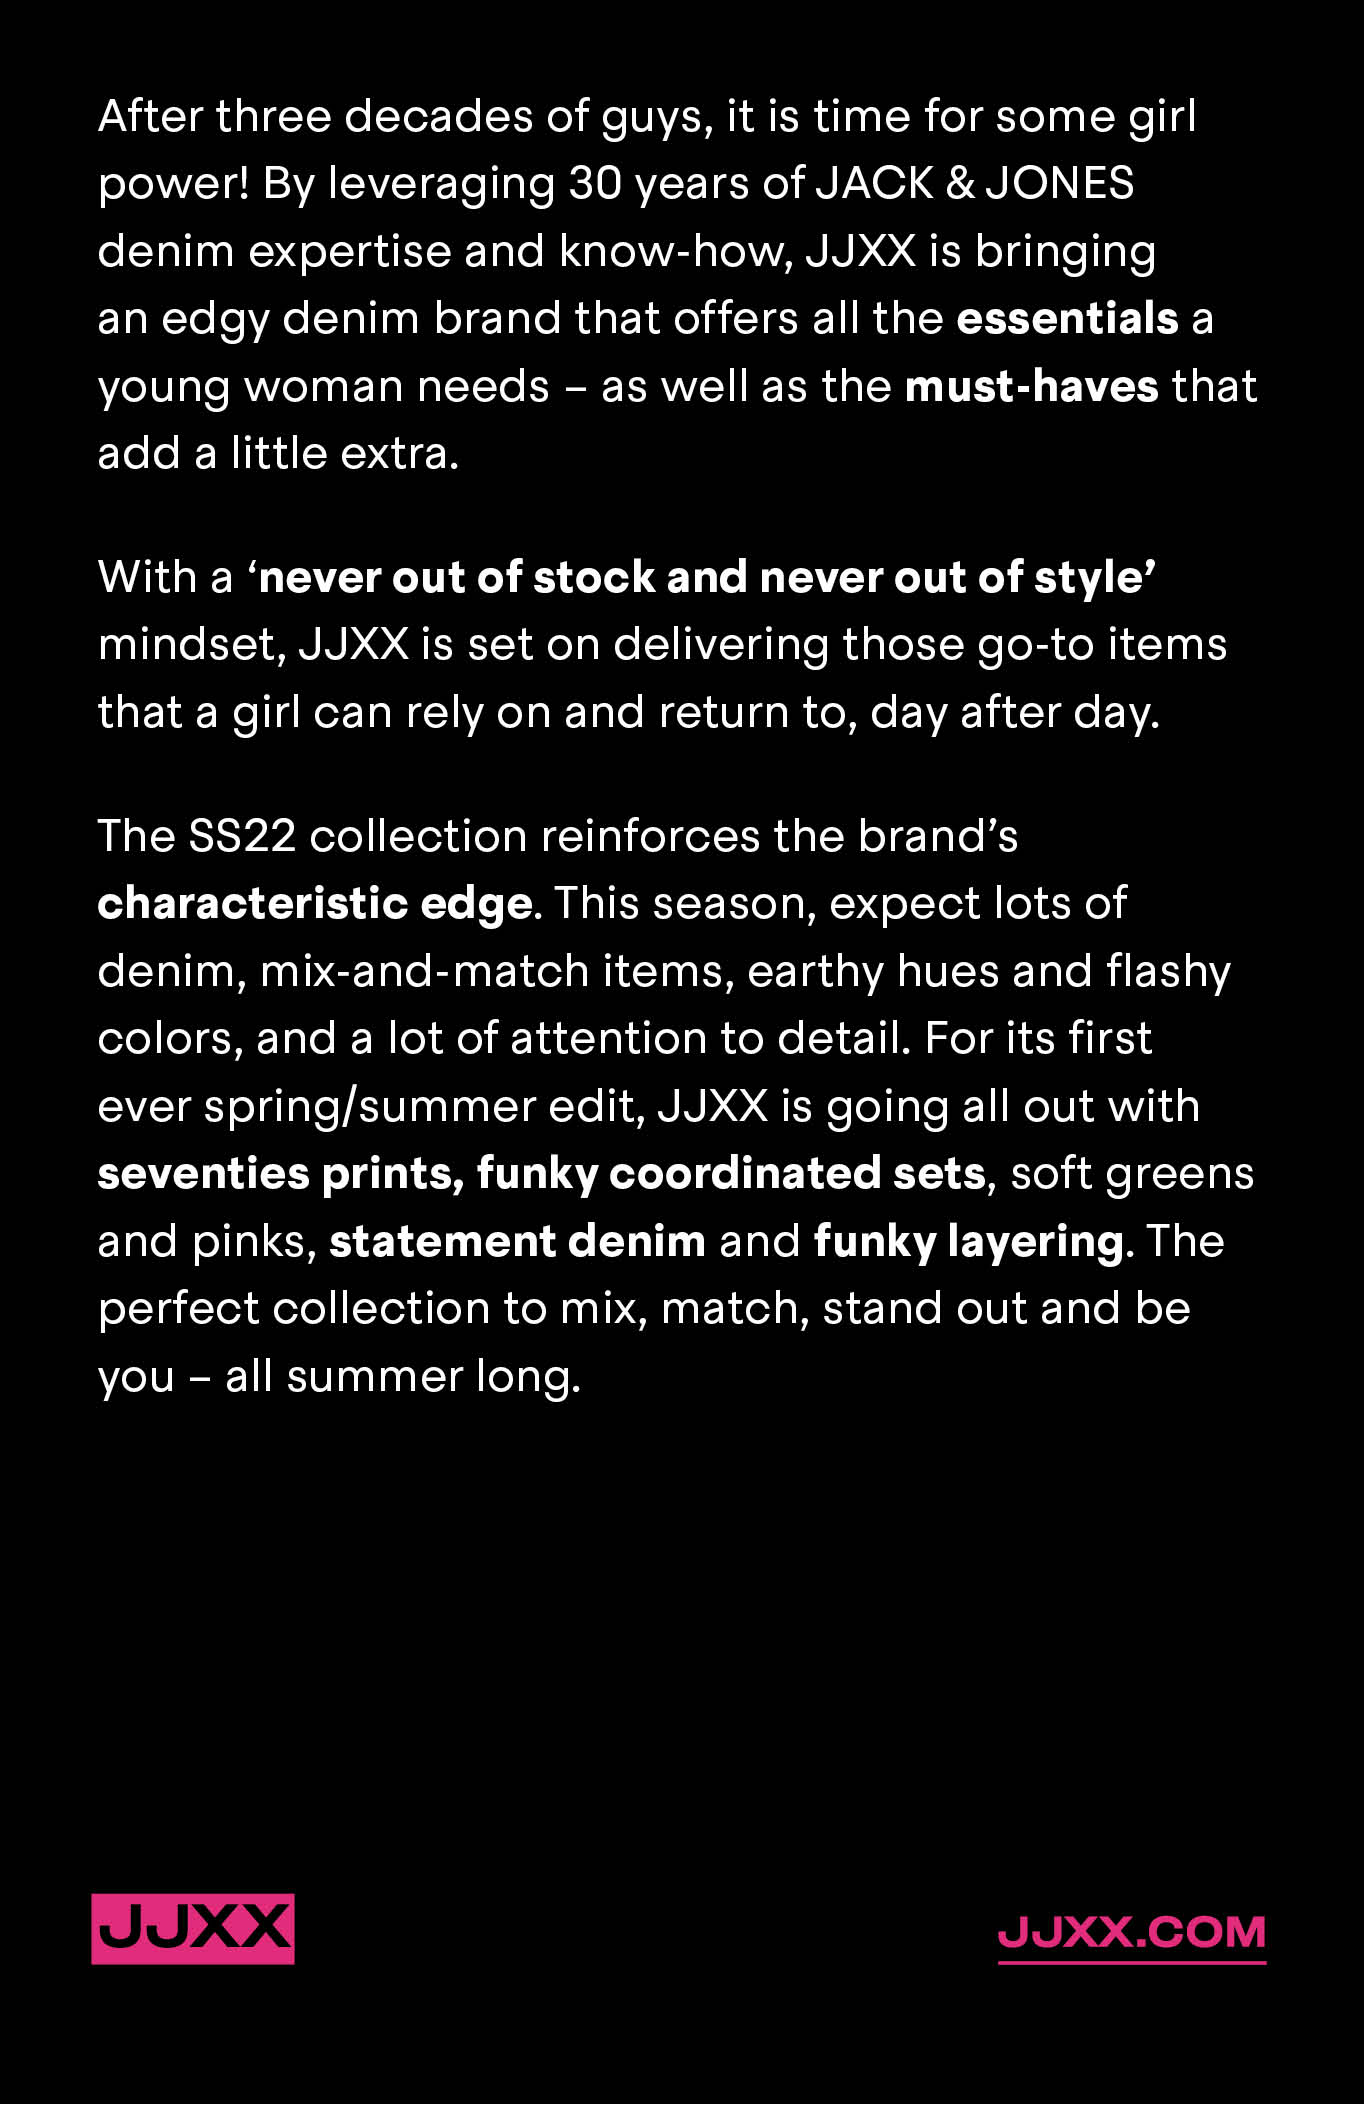 After three decades of guys, it is time for some girl
power! By leveraging 30 years of JACK & JONES
denim expertise and know-how, JJXX is bringing
an edgy denim brand that offers all the essentials a
young woman needs – as well as the must-haves that
add a little extra.
With a ‘never out of stock and never out of style’
mindset, JJXX is set on delivering those go-to items
that a girl can rely on and return to, day after day.
The SS22 collection reinforces the brand’s
characteristic edge. This season, expect lots of
denim, mix-and-match items, earthy hues and flashy
colors, and a lot of attention to detail. For its first
ever spring/summer edit, JJXX is going all out with
seventies prints, funky coordinated sets, soft greens
and pinks, statement denim and funky layering. The
perfect collection to mix, match, stand out and be
you – all summer long.
JJXX
JJXX.COM